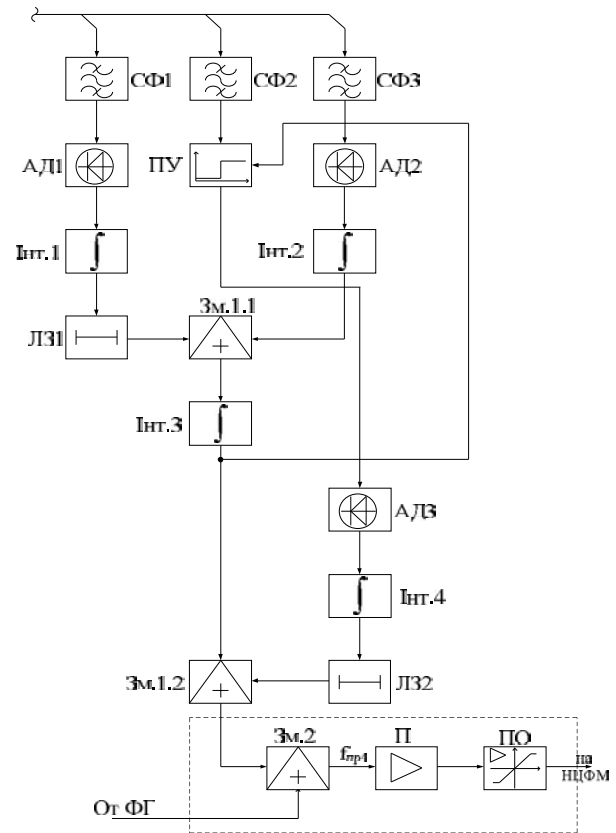 СФ1
СФ2
СФ3
АД1
ПУ
АД2
Інт.1
Інт.2
Зм.1.1
ЛЗ1
+
Інт.3
АД3
Інт.4
Зм.1.2
+
ЛЗ2
Зм.2
П
ПО
fпр4
на
НЦФМ
+
От ФГ